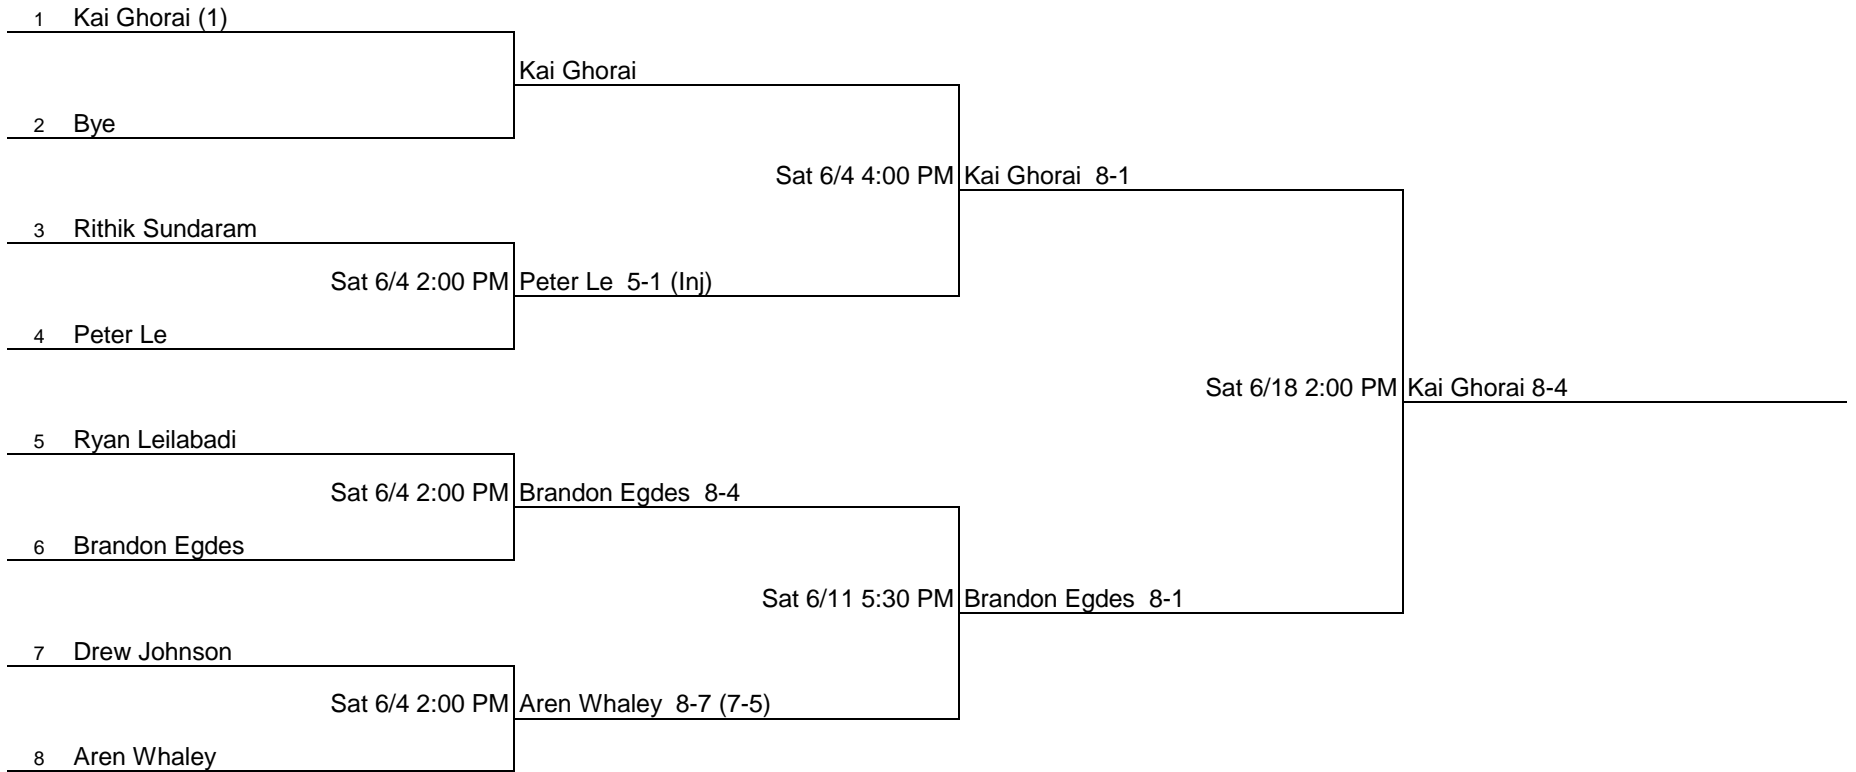 1 Kai Ghorai (1)
Kai Ghorai
2 Bye
Sat 6/4 4:00 PM Kai Ghorai 8-1
3 Rithik Sundaram
Sat 6/4 2:00 PM Peter Le 5-1 (Inj)
4 Peter Le
Sat 6/18 2:00 PM Kai Ghorai 8-4
5 Ryan Leilabadi
Sat 6/4 2:00 PM Brandon Egdes 8-4
6 Brandon Egdes
Sat 6/11 5:30 PM Brandon Egdes 8-1
7 Drew Johnson
Sat 6/4 2:00 PM Aren Whaley 8-7 (7-5)
8 Aren Whaley